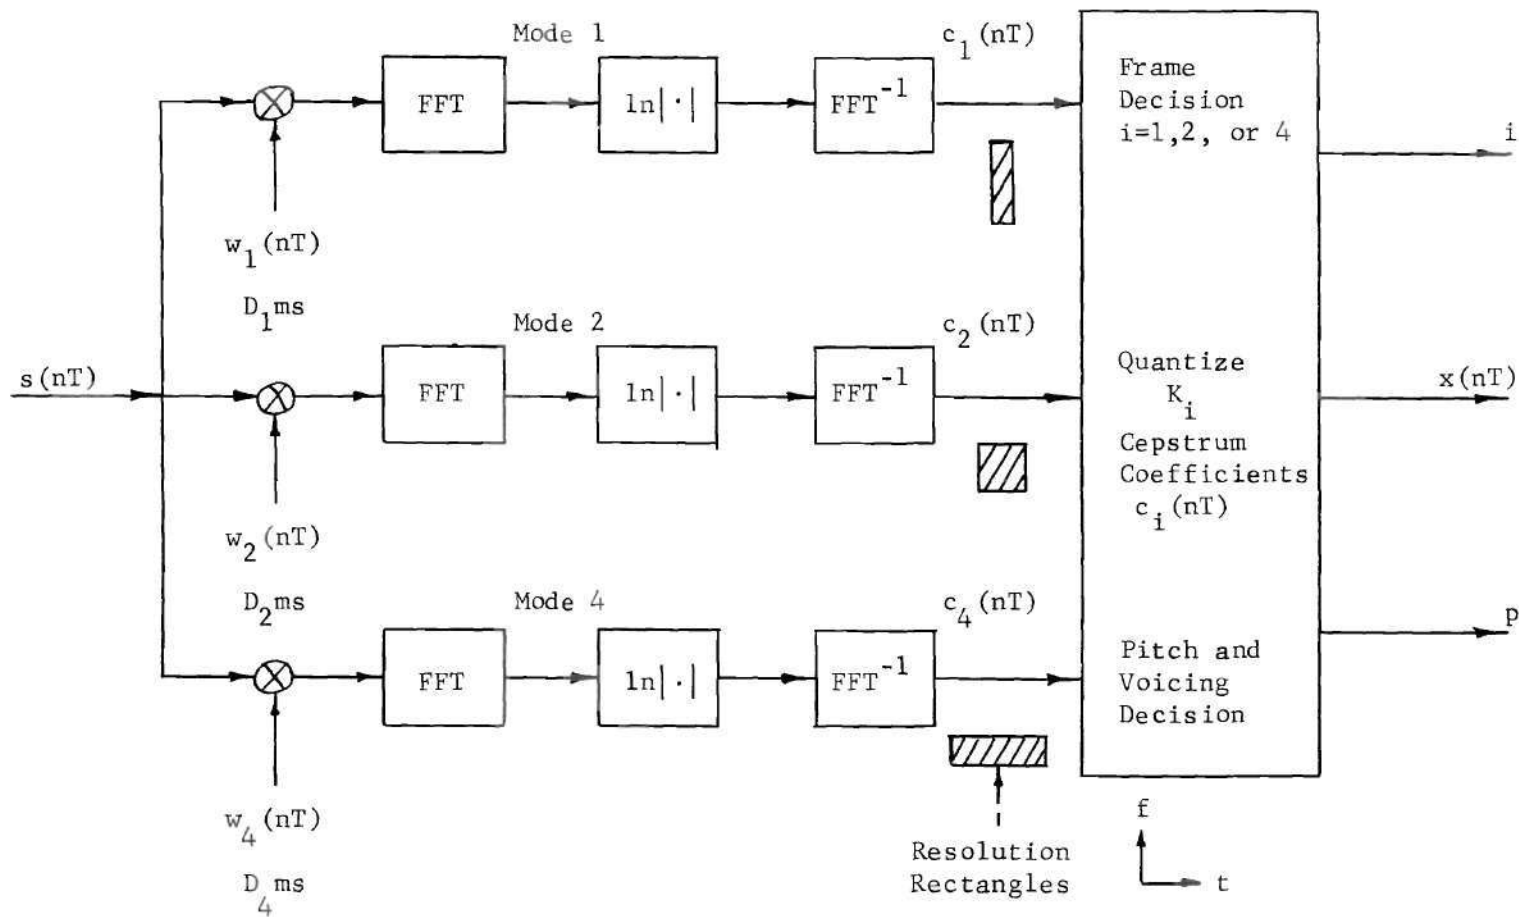 Mode 1
c₁(nT)
FFT
ln|·|
FFT⁻¹
Frame
Decision
i=1,2, or 4
i
w₁(nT)
D₁ms
Mode 2
c₂(nT)
s(nT)
FFT
ln|·|
FFT⁻¹
Quantize
Kᵢ
Cepstrum
Coefficients
cᵢ(nT)
x(nT)
w₂(nT)
D₂ms
Mode 4
c₄(nT)
FFT
ln|·|
FFT⁻¹
Pitch and
Voicing
Decision
p
w₄(nT)
D₄ms
Resolution
Rectangles
f
t